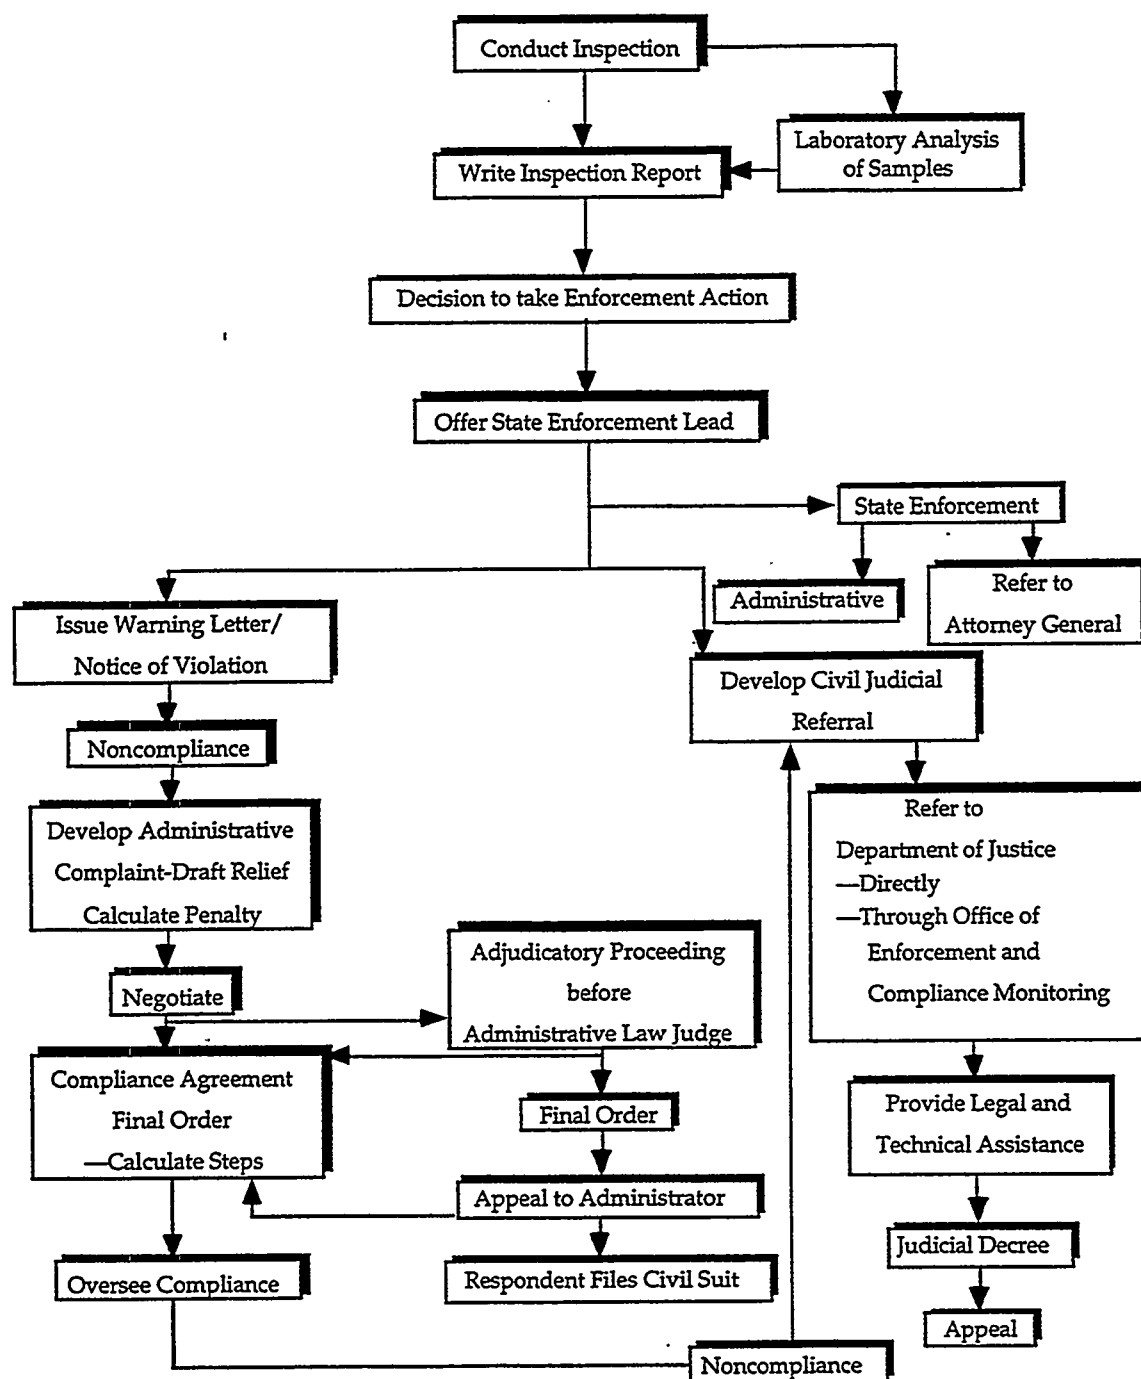 Conduct Inspection
Laboratory Analysis
of Samples
Write Inspection Report
Decision to take Enforcement Action
Offer State Enforcement Lead
State Enforcement
Administrative
Refer to
Attorney General
Issue Warning Letter/
Notice of Violation
Develop Civil Judicial
Referral
Noncompliance
Develop Administrative
Complaint-Draft Relief
Calculate Penalty
Refer to
Department of Justice
—Directly
—Through Office of
Enforcement and
Compliance Monitoring
Negotiate
Adjudicatory Proceeding
before
Administrative Law Judge
Compliance Agreement
Final Order
—Calculate Steps
Final Order
Provide Legal and
Technical Assistance
Appeal to Administrator
Judicial Decree
Oversee Compliance
Respondent Files Civil Suit
Appeal
Noncompliance